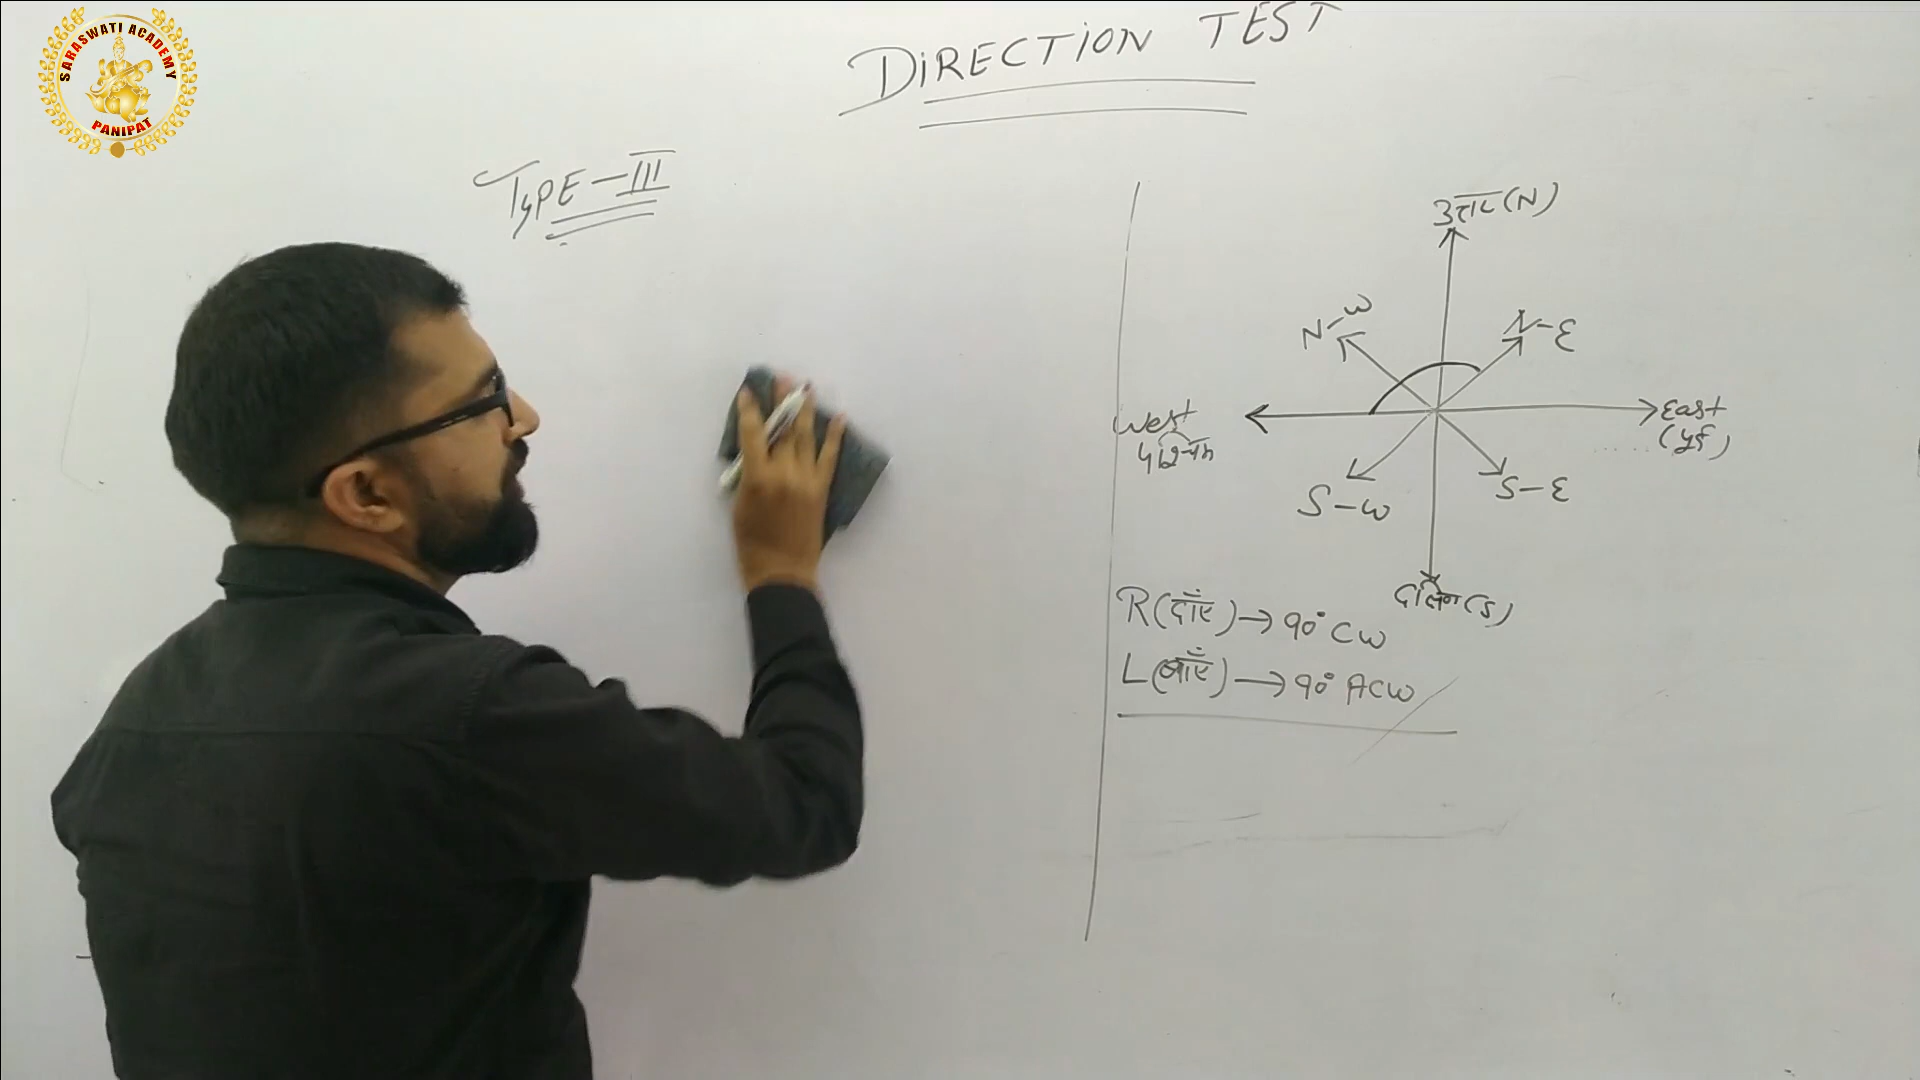 SARASWATI ACADEMY
PANIPAT
DiRECTiON TEST
TypE-III
उत्तर (N)
N-W
N-E
West
पश्चिम
East
(पूर्व)
S-W
S-E
दक्षिण (S)
R (दाँए) → 90° CW
L (बाँए) → 90° ACW